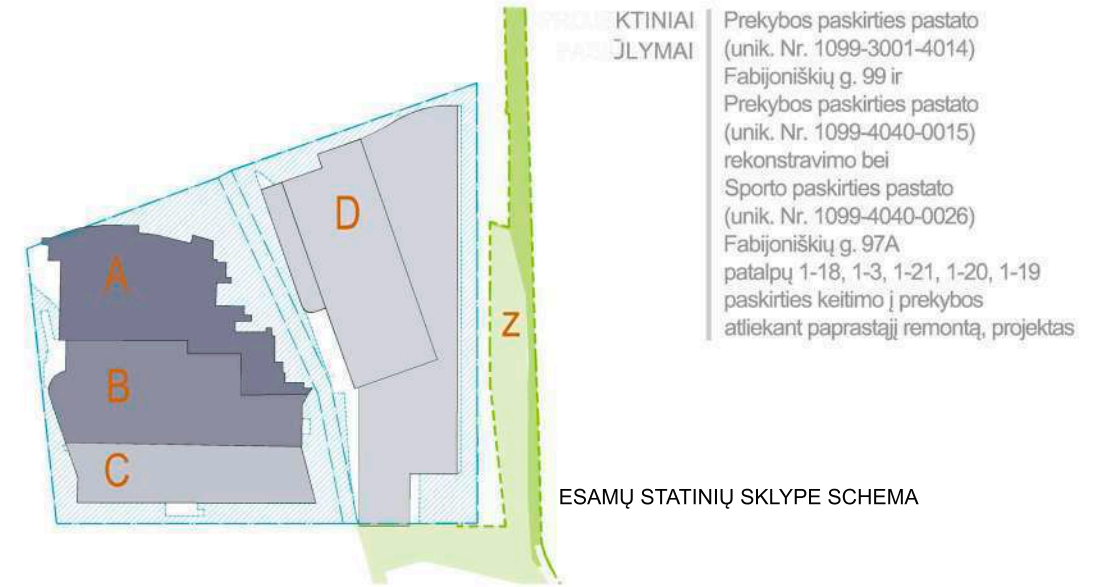 PROJEKTINIAI
PASIŪLYMAI
Prekybos paskirties pastato
(unik. Nr. 1099-3001-4014)
Fabijoniškių g. 99 ir
Prekybos paskirties pastato
(unik. Nr. 1099-4040-0015)
rekonstravimo bei
Sporto paskirties pastato
(unik. Nr. 1099-4040-0026)
Fabijoniškių g. 97A
patalpų 1-18, 1-3, 1-21, 1-20, 1-19
paskirties keitimo į prekybos
atliekant paprastąjį remontą, projektas
A
B
C
D
z
ESAMŲ STATINIŲ SKLYPE SCHEMA